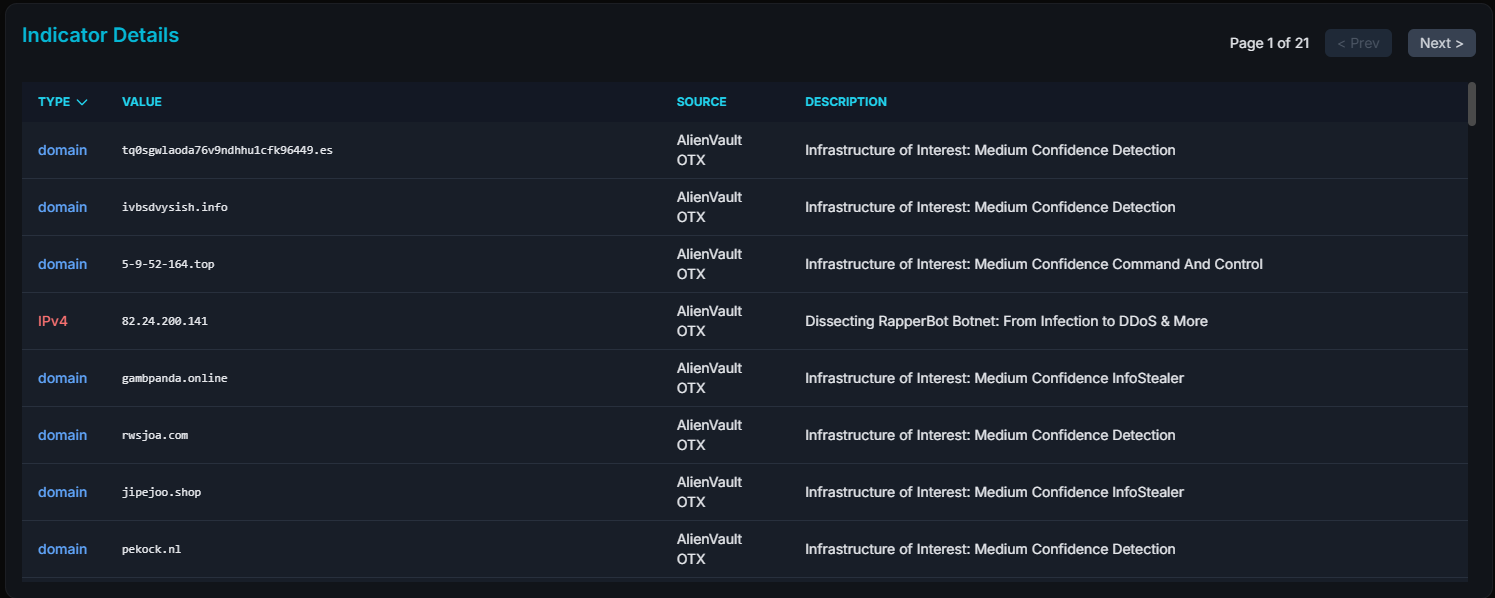 Indicator Details
Page 1 of 21
< Prev
Next >
TYPE VALUE SOURCE DESCRIPTION
domain tq0sgwlaoda76v9ndhhu1cfk96449.es AlienVault OTX Infrastructure of Interest: Medium Confidence Detection
domain ivbsdvysish.info AlienVault OTX Infrastructure of Interest: Medium Confidence Detection
domain 5-9-52-164.top AlienVault OTX Infrastructure of Interest: Medium Confidence Command And Control
IPv4 82.24.200.141 AlienVault OTX Dissecting RapperBot Botnet: From Infection to DDoS & More
domain gambpanda.online AlienVault OTX Infrastructure of Interest: Medium Confidence InfoStealer
domain rwsjoa.com AlienVault OTX Infrastructure of Interest: Medium Confidence Detection
domain jipejoo.shop AlienVault OTX Infrastructure of Interest: Medium Confidence InfoStealer
domain pekock.nl AlienVault OTX Infrastructure of Interest: Medium Confidence Detection